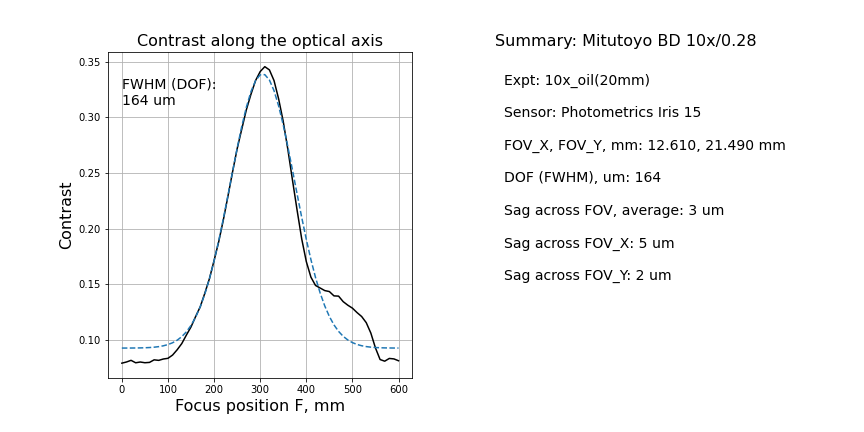 Contrast along the optical axis
0.35
0.30
0.25
0.20
0.15
0.10
Contrast
FWHM (DOF):
164 um
0 100 200 300 400 500 600
Focus position F, mm
Summary: Mitutoyo BD 10x/0.28
Expt: 10x_oil(20mm)
Sensor: Photometrics Iris 15
FOV_X, FOV_Y, mm: 12.610, 21.490 mm
DOF (FWHM), um: 164
Sag across FOV, average: 3 um
Sag across FOV_X: 5 um
Sag across FOV_Y: 2 um